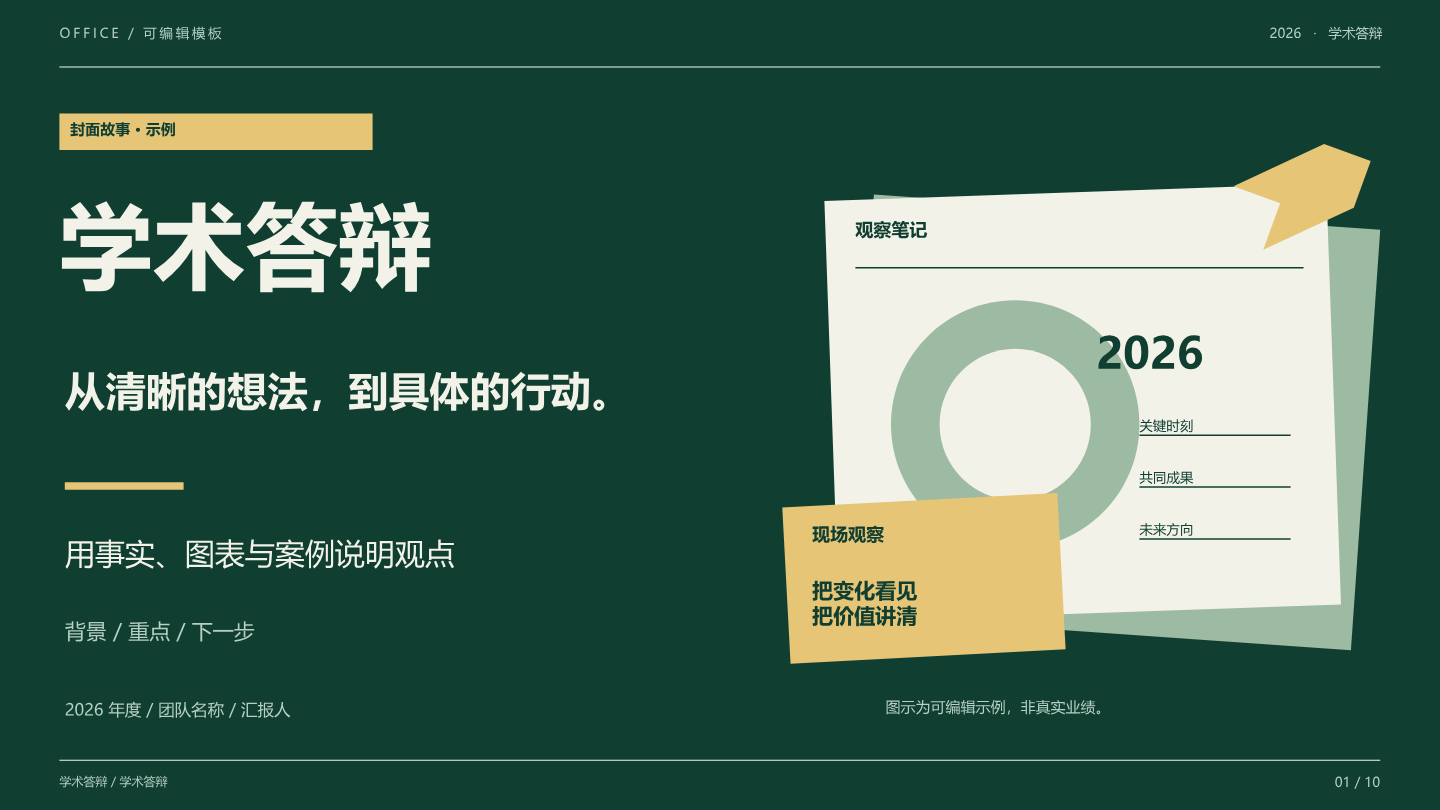 OFFICE / 可编辑模板
2026 · 学术答辩
封面故事·示例
学术答辩
从清晰的想法，到具体的行动。
用事实、图表与案例说明观点
背景 / 重点 / 下一步
2026 年度 / 团队名称 / 汇报人
观察笔记
2026
关键时刻
共同成果
未来方向
现场观察
把变化看见
把价值讲清
图示为可编辑示例，非真实业绩。
学术答辩 / 学术答辩
01 / 10